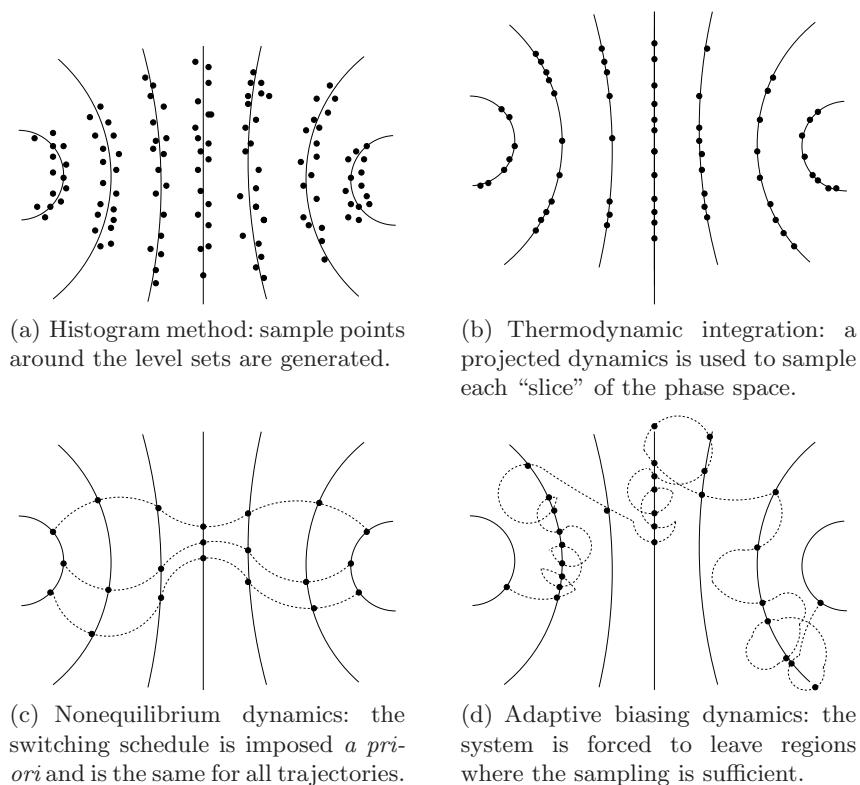 (a) Histogram method: sample points
around the level sets are generated.
(b) Thermodynamic integration: a
projected dynamics is used to sample
each “slice” of the phase space.
(c) Nonequilibrium dynamics: the
switching schedule is imposed a pri-
ori and is the same for all trajectories.
(d) Adaptive biasing dynamics: the
system is forced to leave regions
where the sampling is sufficient.